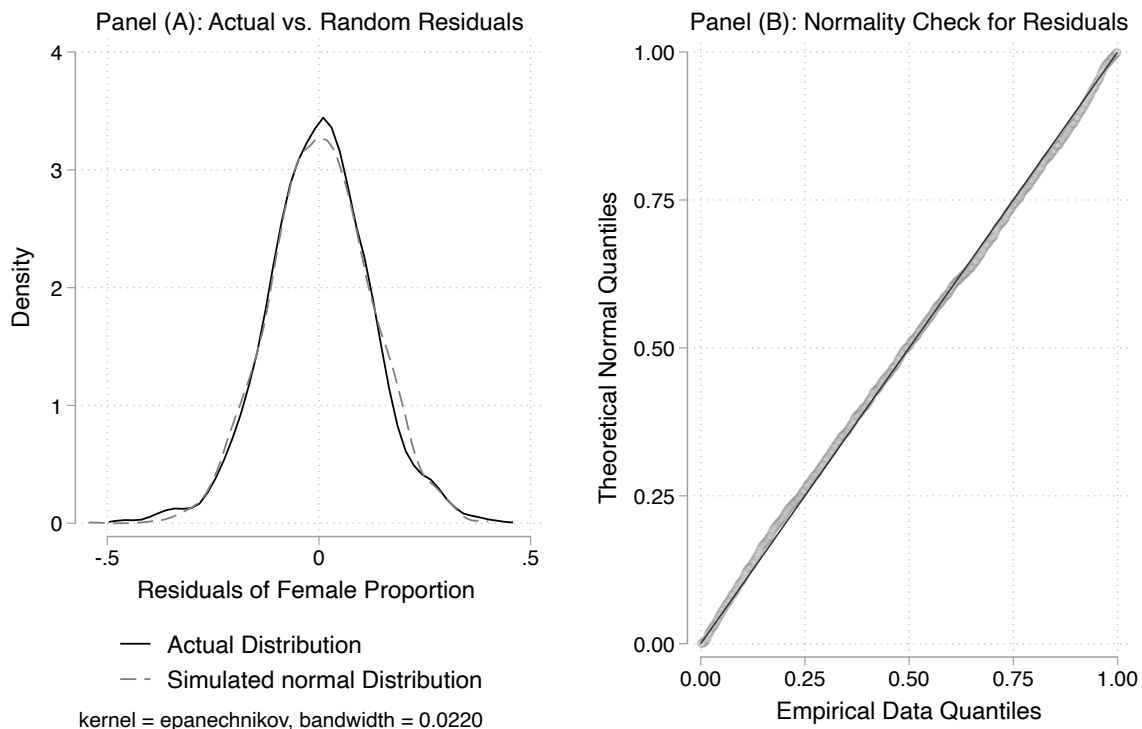 Panel (A): Actual vs. Random Residuals
4
3
2
1
0
Density
-.5
0
.5
Residuals of Female Proportion
Actual Distribution
Simulated normal Distribution
kernel = epanechnikov, bandwidth = 0.0220
Panel (B): Normality Check for Residuals
1.00
0.75
0.50
0.25
0.00
Theoretical Normal Quantiles
0.00
0.25
0.50
0.75
1.00
Empirical Data Quantiles